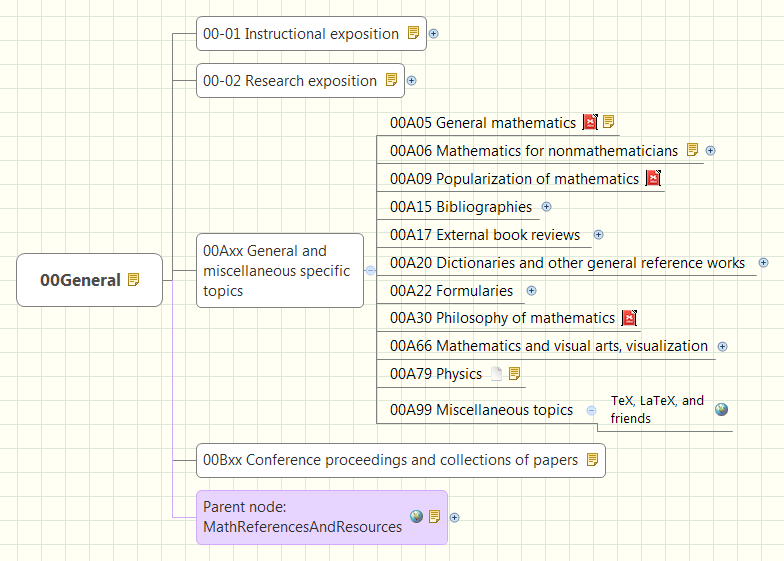 00-01 Instructional exposition
00-02 Research exposition
00A05 General mathematics
00A06 Mathematics for nonmathematicians
00A09 Popularization of mathematics
00A15 Bibliographies
00A17 External book reviews
00Axx General and
miscellaneous specific
topics
00General
00A20 Dictionaries and other general reference works
00A22 Formularies
00A30 Philosophy of mathematics
00A66 Mathematics and visual arts, visualization
00A79 Physics
00A99 Miscellaneous topics
TeX, LaTeX, and
friends
00Bxx Conference proceedings and collections of papers
Parent node:
MathReferencesAndResources